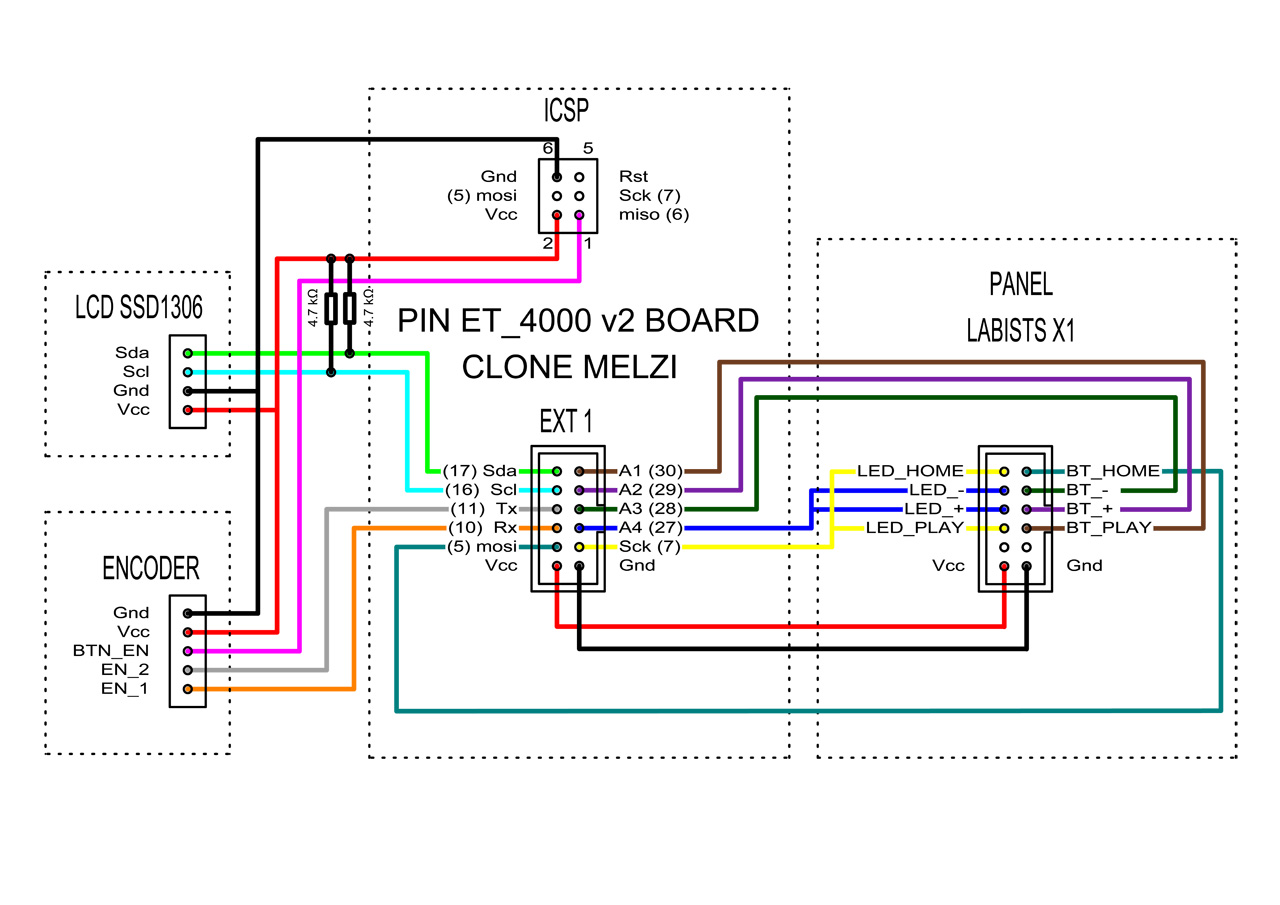 ICSP
6 5
Gnd Rst
(5) mosi Sck (7)
Vcc miso (6)
2 1
LCD SSD1306
Sda
Scl
Gnd
Vcc
4.7 kΩ
4.7 kΩ
PIN ET_4000 v2 BOARD
CLONE MELZI
PANEL
LABISTS X1
EXT 1
(17) Sda A1 (30)
(16) Scl A2 (29)
(11) Tx A3 (28)
(10) Rx A4 (27)
(5) mosi Sck (7)
Vcc Gnd
LED_HOME BT_HOME
LED_- BT_-
LED_+ BT_+
LED_PLAY BT_PLAY
Vcc Gnd
ENCODER
Gnd
Vcc
BTN_EN
EN_2
EN_1